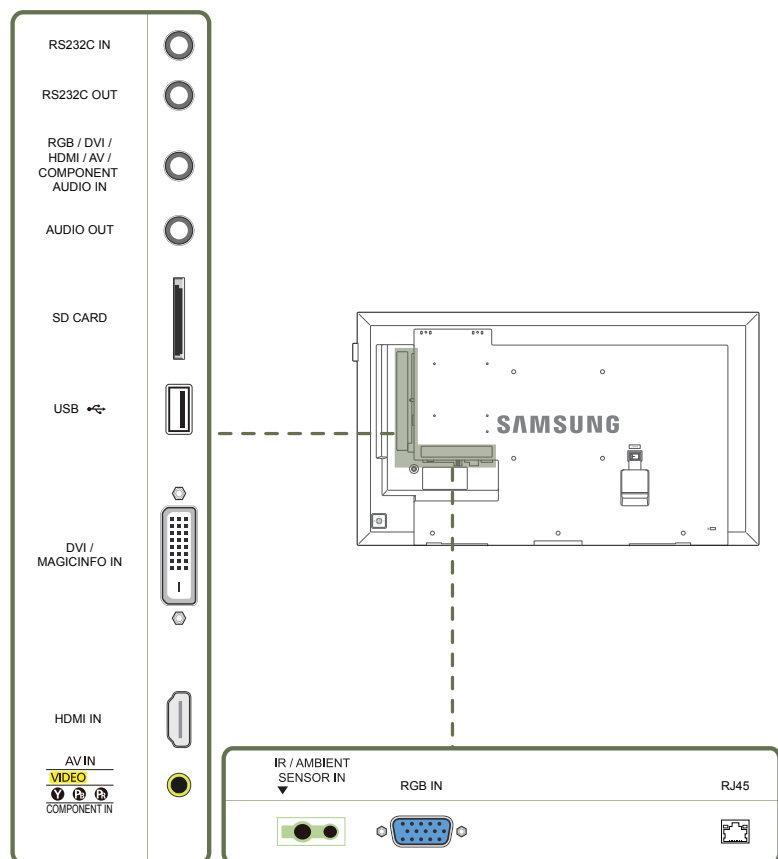 RS232C IN
RS232C OUT
RGB / DVI /
HDMI / AV /
COMPONENT
AUDIO IN
AUDIO OUT
SD CARD
USB
DVI /
MAGICINFO IN
HDMI IN
AV IN
VIDEO
Y PB PR
COMPONENT IN
SAMSUNG
IR / AMBIENT
SENSOR IN
RGB IN
RJ45